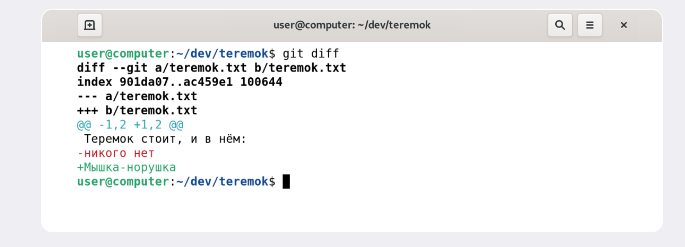 user@computer: ~/dev/teremok
user@computer:~/dev/teremok$ git diff
diff --git a/teremok.txt b/teremok.txt
index 901da07..ac459e1 100644
--- a/teremok.txt
+++ b/teremok.txt
@@ -1,2 +1,2 @@
 Теремок стоит, и в нём:
-никого нет
+Мышка-норушка
user@computer:~/dev/teremok$